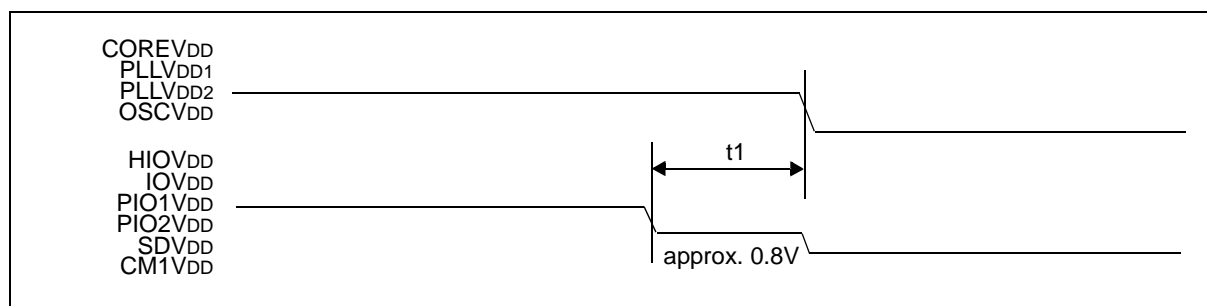 COREVDD
PLLVDD1
PLLVDD2
OSCVDD
t1
HIOVDD
IOVDD
PIO1VDD
PIO2VDD
SDVDD
CM1VDD
approx. 0.8V